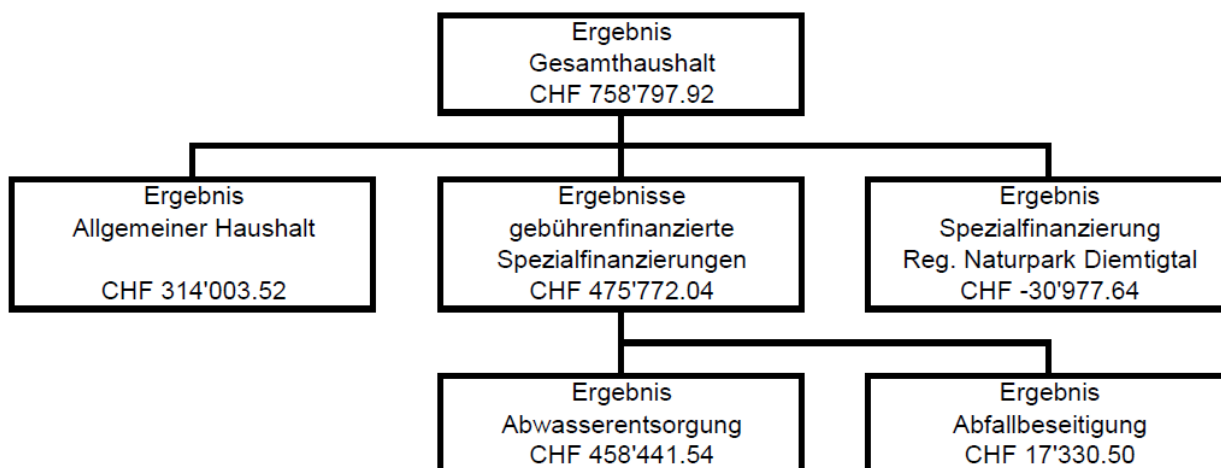 Ergebnis
Gesamthaushalt
CHF 758'797.92
Ergebnis
Allgemeiner Haushalt
CHF 314'003.52
Ergebnisse
gebührenfinanzierte
Spezialfinanzierungen
CHF 475'772.04
Ergebnis
Spezialfinanzierung
Reg. Naturpark Diemtigtal
CHF -30'977.64
Ergebnis
Abwasserentsorgung
CHF 458'441.54
Ergebnis
Abfallbeseitigung
CHF 17'330.50